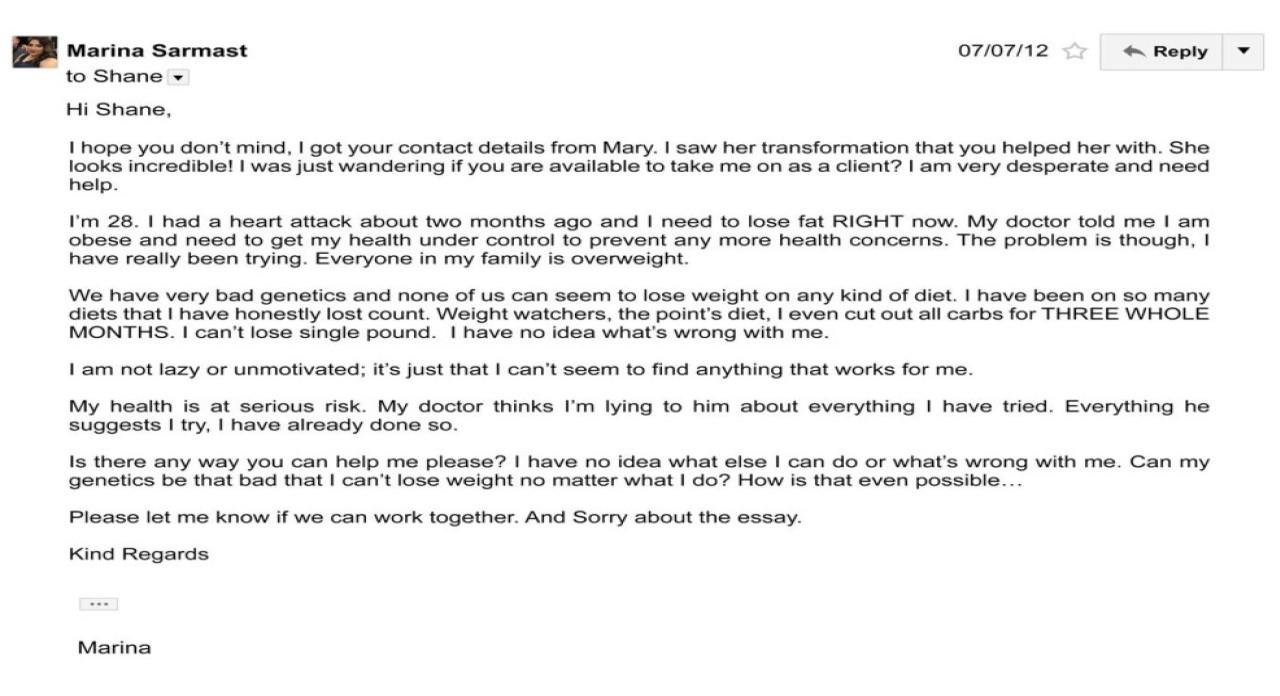 Marina Sarmast
07/07/12
Reply
to Shane
Hi Shane,
I hope you don't mind, I got your contact details from Mary. I saw her transformation that you helped her with. She
looks incredible! I was just wandering if you are available to take me on as a client? I am very desperate and need
help.
I'm 28. I had a heart attack about two months ago and I need to lose fat RIGHT now. My doctor told me I am
obese and need to get my health under control to prevent any more health concerns. The problem is though, I
have really been trying. Everyone in my family is overweight.
We have very bad genetics and none of us can seem to lose weight on any kind of diet. I have been on so many
diets that I have honestly lost count. Weight watchers, the point's diet, I even cut out all carbs for THREE WHOLE
MONTHS. I can't lose single pound.  I have no idea what's wrong with me.
I am not lazy or unmotivated; it's just that I can't seem to find anything that works for me.
My health is at serious risk. My doctor thinks I'm lying to him about everything I have tried. Everything he
suggests I try, I have already done so.
Is there any way you can help me please? I have no idea what else I can do or what's wrong with me. Can my
genetics be that bad that I can't lose weight no matter what I do? How is that even possible…
Please let me know if we can work together. And Sorry about the essay.
Kind Regards
Marina